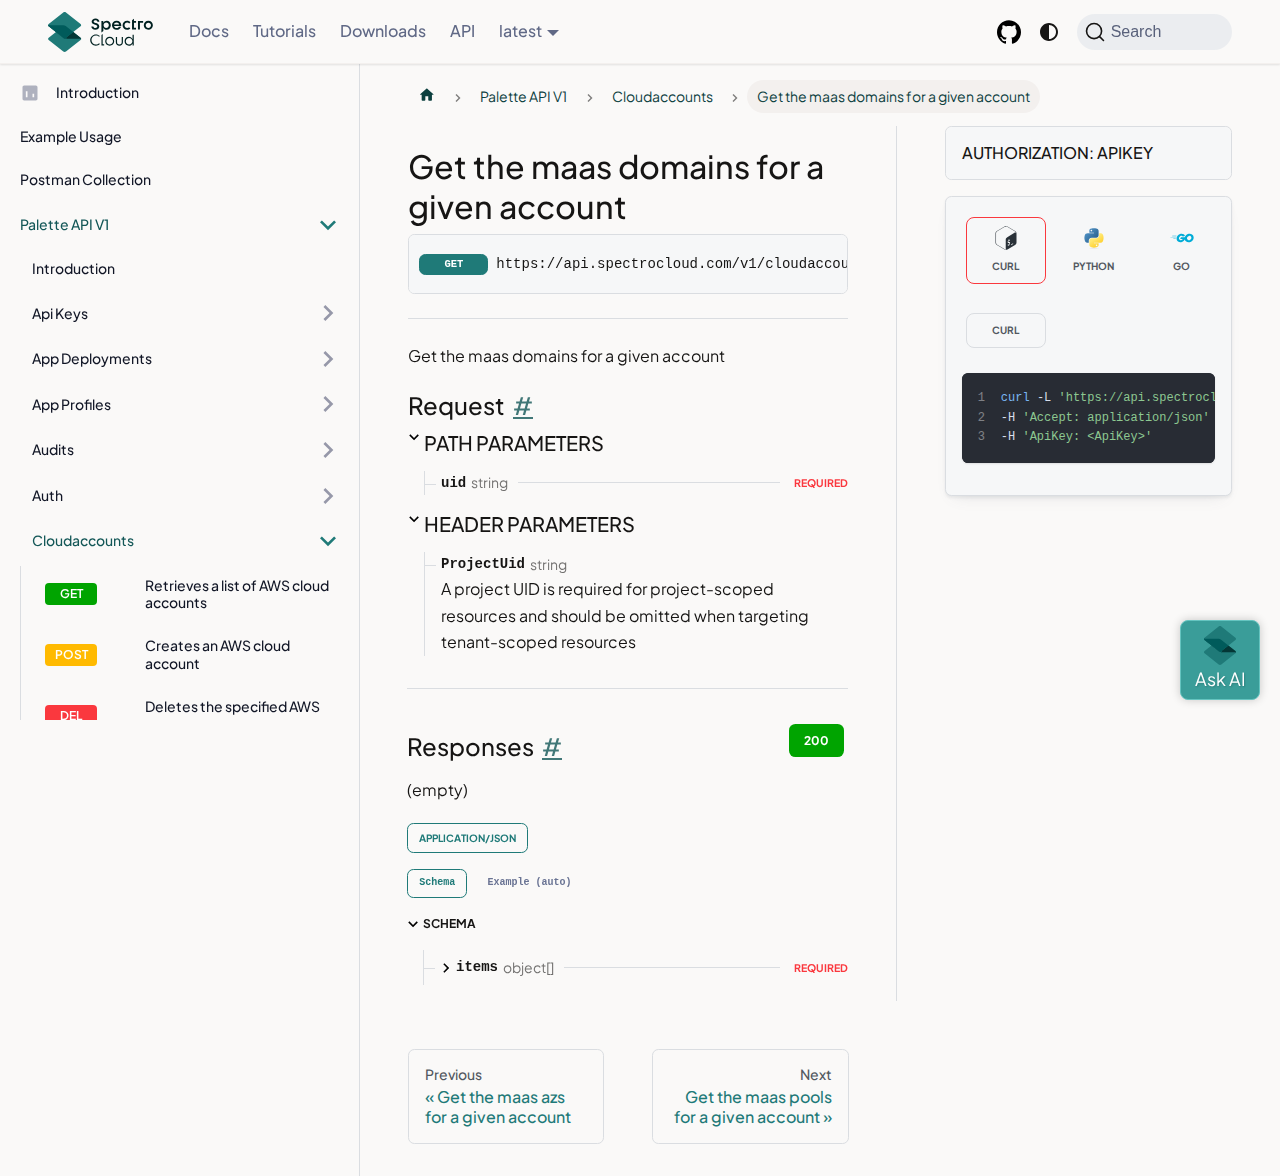 Spectro Cloud
Docs
Tutorials
Downloads
API
latest
Search
Introduction
Example Usage
Postman Collection
Palette API V1
Introduction
Api Keys
App Deployments
App Profiles
Audits
Auth
Cloudaccounts
GET Retrieves a list of AWS cloud
accounts
POST Creates an AWS cloud
account
DEL Deletes the specified AWS
Palette API V1
Cloudaccounts
Get the maas domains for a given account
Get the maas domains for a
given account
GET https://api.spectrocloud.com/v1/cloudaccou
Get the maas domains for a given account
Request #
PATH PARAMETERS
uid string REQUIRED
HEADER PARAMETERS
ProjectUid string
A project UID is required for project-scoped
resources and should be omitted when targeting
tenant-scoped resources
Responses #
200
(empty)
APPLICATION/JSON
Schema Example (auto)
SCHEMA
items object[] REQUIRED
Previous
« Get the maas azs
for a given account
Next
Get the maas pools
for a given account »
AUTHORIZATION: APIKEY
CURL PYTHON GO
CURL
1 curl -L 'https://api.spectrocl
2 -H 'Accept: application/json'
3 -H 'ApiKey: <ApiKey>'
Ask AI